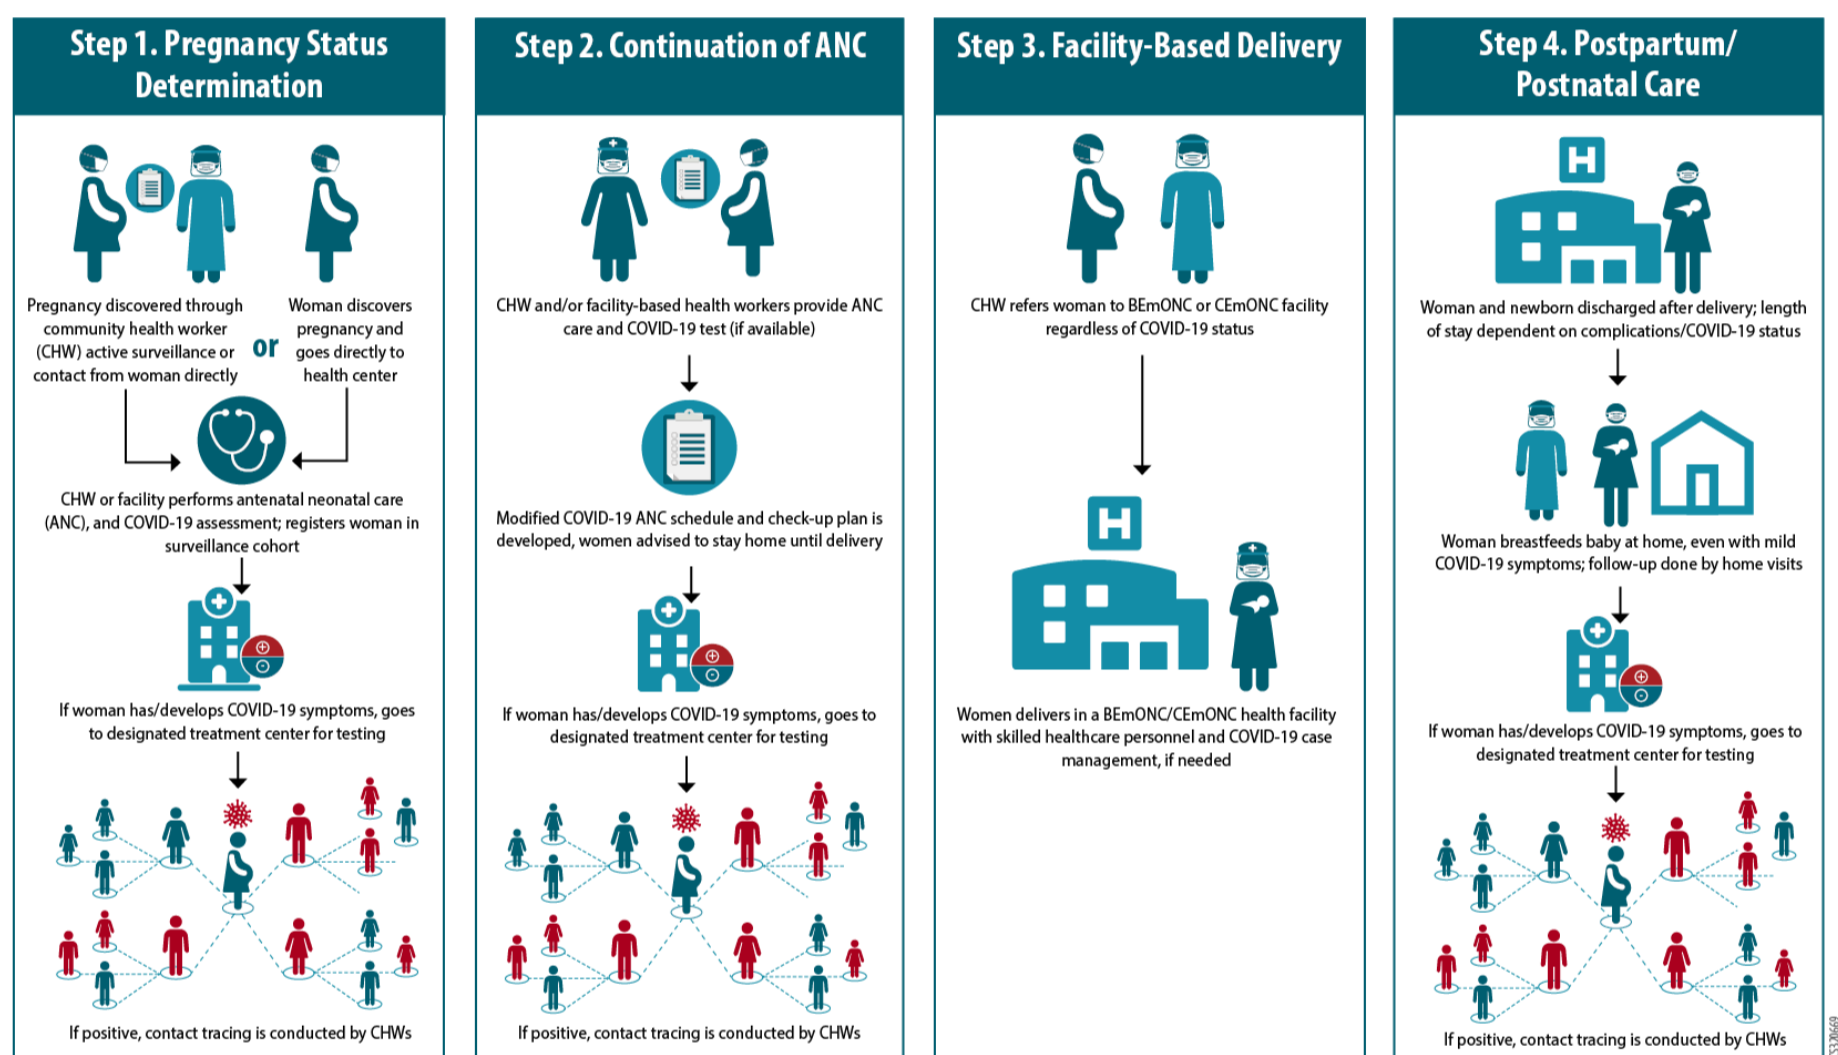 Step 1. Pregnancy Status
Determination
Pregnancy discovered through
community health worker
(CHW) active surveillance or
contact from woman directly
or
Woman discovers
pregnancy and
goes directly to
health center
CHW or facility performs antenatal neonatal care
(ANC), and COVID-19 assessment; registers woman in
surveillance cohort
If woman has/develops COVID-19 symptoms, goes
to designated treatment center for testing
If positive, contact tracing is conducted by CHWs
Step 2. Continuation of ANC
CHW and/or facility-based health workers provide ANC
care and COVID-19 test (if available)
Modified COVID-19 ANC schedule and check-up plan is
developed, women advised to stay home until delivery
If woman has/develops COVID-19 symptoms, goes to
designated treatment center for testing
If positive, contact tracing is conducted by CHWs
Step 3. Facility-Based Delivery
CHW refers woman to BEmONC or CEmONC facility
regardless of COVID-19 status
H
Women delivers in a BEmONC/CEmONC health facility
with skilled healthcare personnel and COVID-19 case
management, if needed
Step 4. Postpartum/
Postnatal Care
H
Woman and newborn discharged after delivery; length
of stay dependent on complications/COVID-19 status
Woman breastfeeds baby at home, even with mild
COVID-19 symptoms; follow-up done by home visits
If woman has/develops COVID-19 symptoms, goes to
designated treatment center for testing
If positive, contact tracing is conducted by CHWs